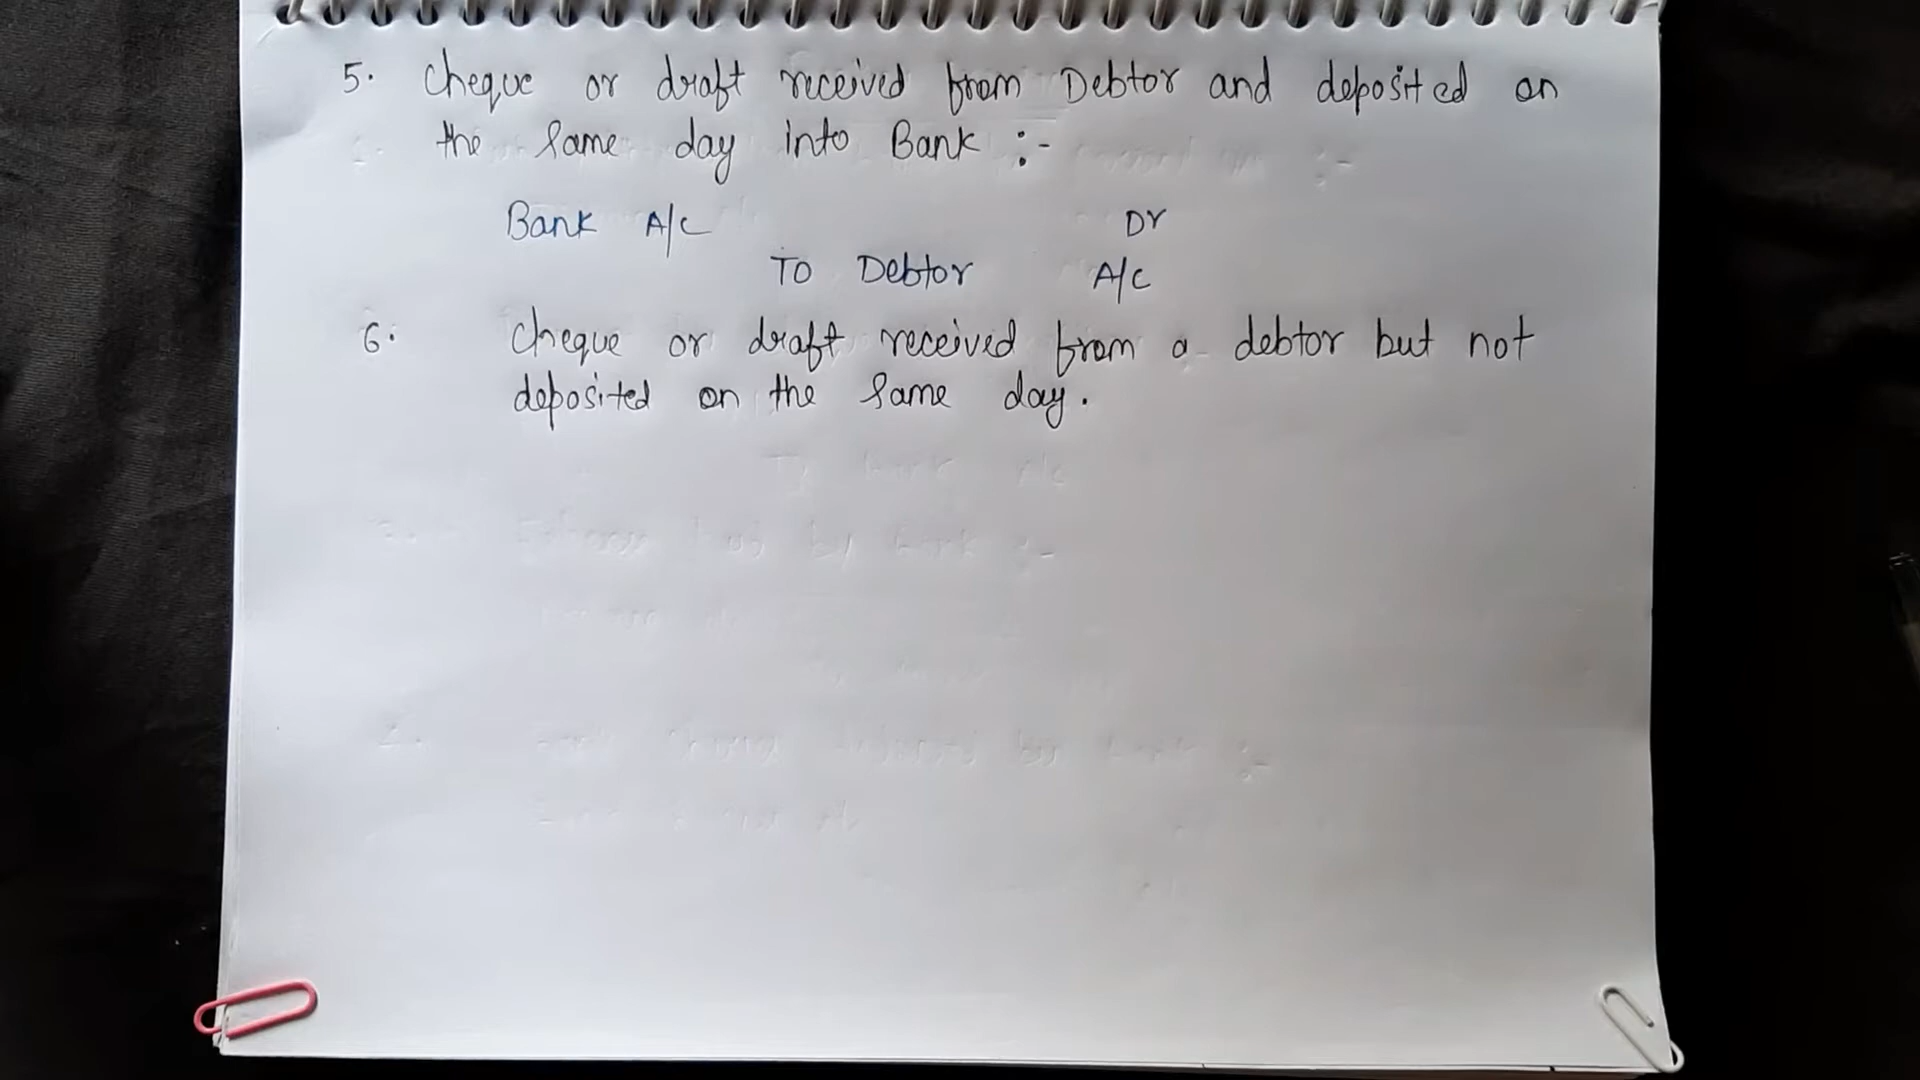 5. Cheque or draft received from Debtor and deposited on
the same day into Bank :-
Bank A/c Dr
To Debtor A/c
6. Cheque or draft received from a debtor but not
deposited on the same day.